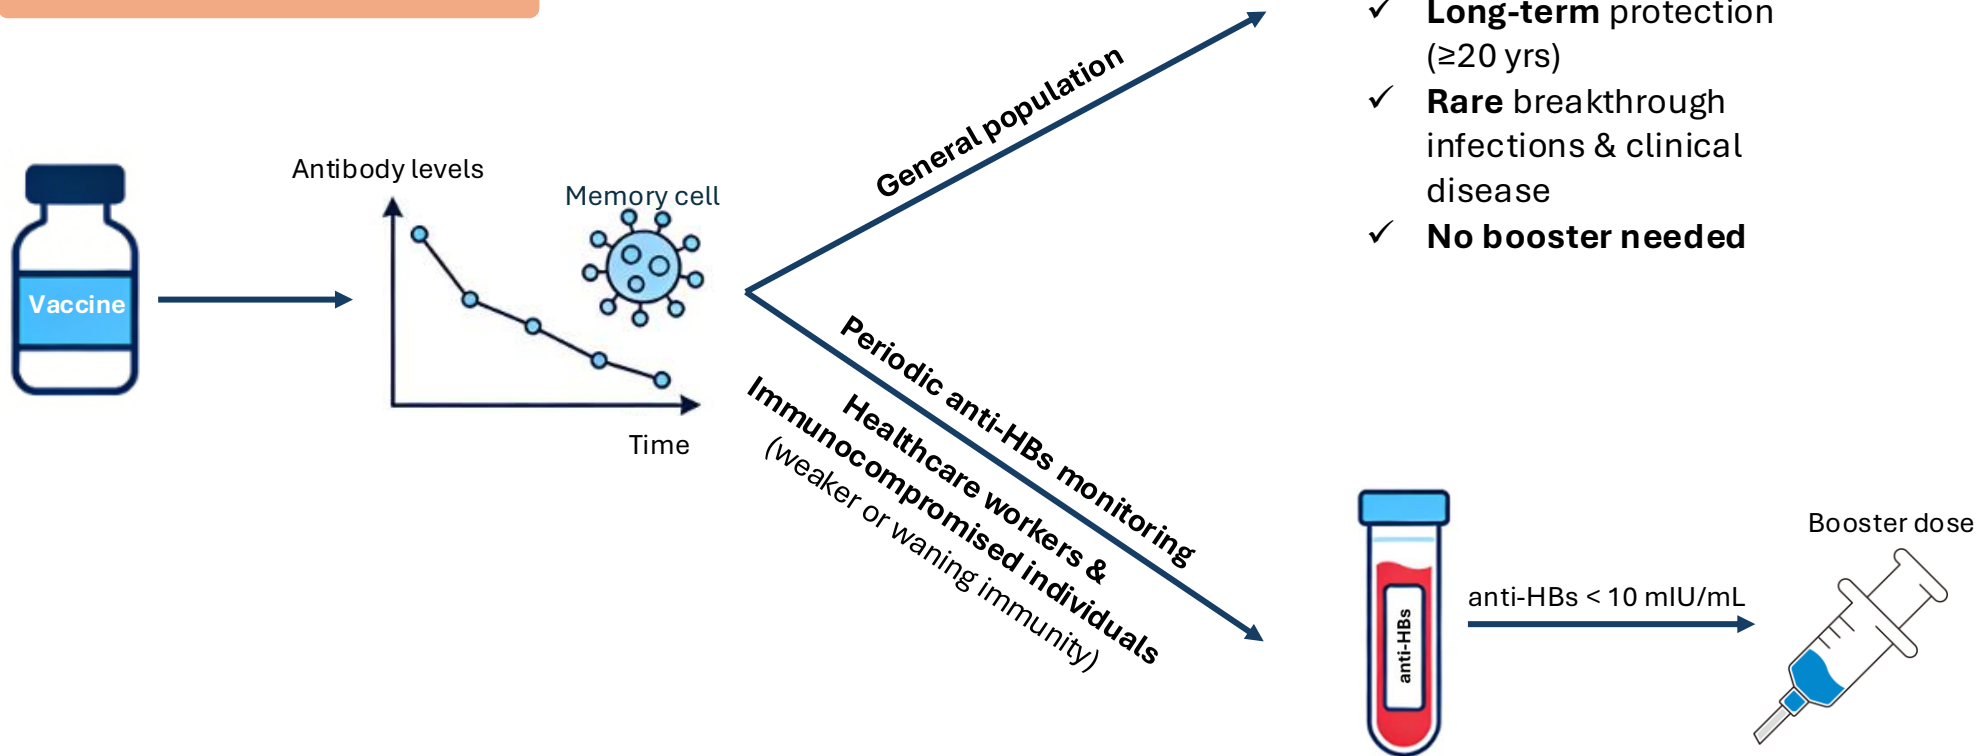 Long-term protection
(≥20 yrs)
Rare breakthrough
infections & clinical
disease
No booster needed
General population
Antibody levels
Memory cell
Vaccine
Time
Periodic anti-HBs monitoring
Healthcare workers &
Immunocompromised individuals
(weaker or waning immunity)
anti-HBs
anti-HBs < 10 mIU/mL
Booster dose